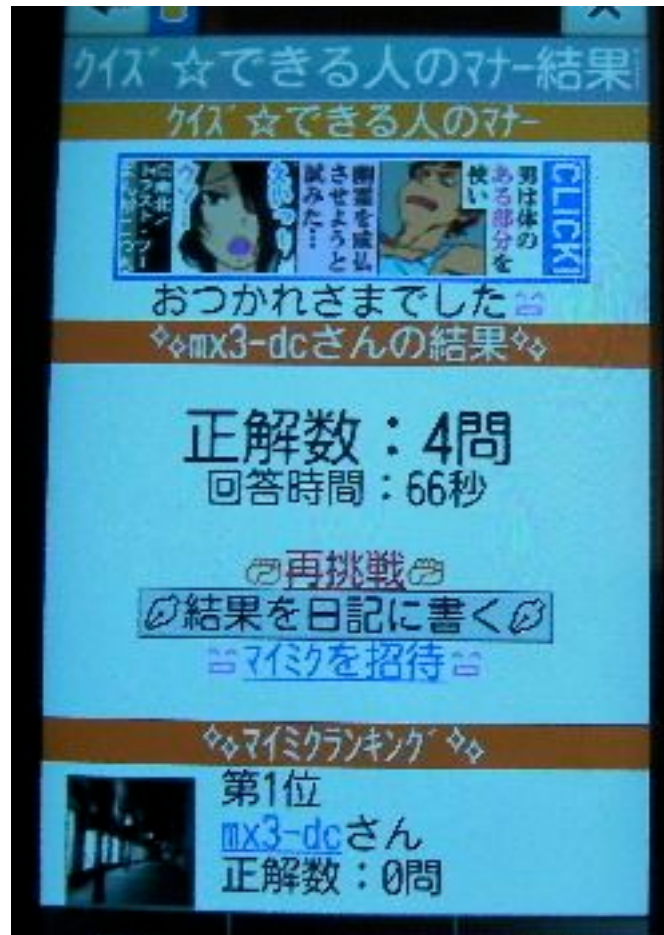 ｸｲｽﾞ☆できる人のﾏﾅｰ結果
ｸｲｽﾞ☆できる人のﾏﾅｰ
男は体の
ある部分を
使い
幽霊を成仏
させようと
試みた…
CLICK!
おつかれさまでした
mx3-dcさんの結果
正解数：4問
回答時間：66秒
再挑戦
結果を日記に書く
ﾏｲﾐｸを招待
ﾏｲﾐｸﾗﾝｷﾝｸﾞ
第1位
mx3-dcさん
正解数：0問